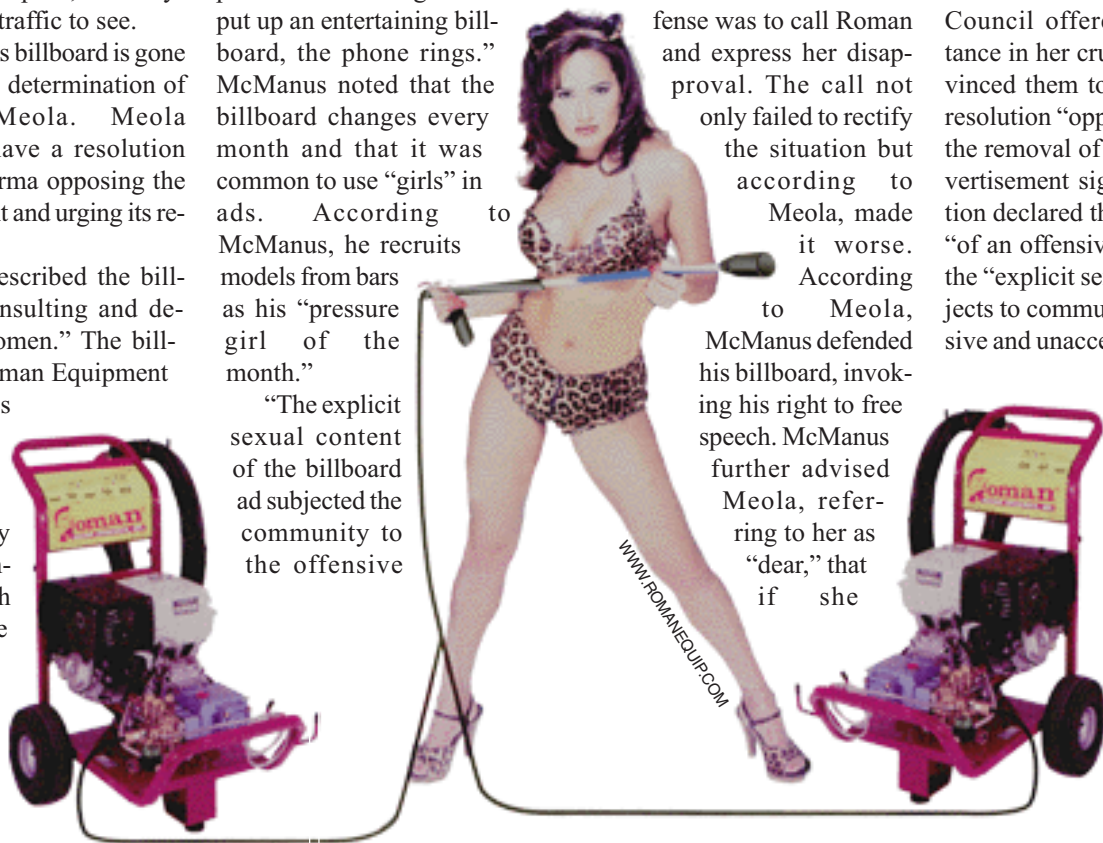 traffic to see.
s billboard is gone
determination of
Meola. Meola
ave a resolution
rma opposing the
t and urging its re-
escribed the bill-
nsulting and de-
omen.” The bill-
man Equipment
s
y
n-
h
e
put up an entertaining bill-
board, the phone rings.”
McManus noted that the
billboard changes every
month and that it was
common to use “girls” in
ads. According to
McManus, he recruits
models from bars
as his “pressure
girl of the
month.”
“The explicit
sexual content
of the billboard
ad subjected the
community to
the offensive
fense was to call Roman
and express her disap-
proval. The call not
only failed to rectify
the situation but
according to
Meola, made
it worse.
According
to Meola,
McManus defended
his billboard, invok-
ing his right to free
speech. McManus
further advised
Meola, refer-
ring to her as
“dear,” that
if she
Council offere
tance in her cru
vinced them to
resolution “opp
the removal of
vertisement sig
tion declared th
“of an offensiv
the “explicit se
jects to commu
sive and unacce
Roman
WWW.ROMANEQUIP.COM
Roman